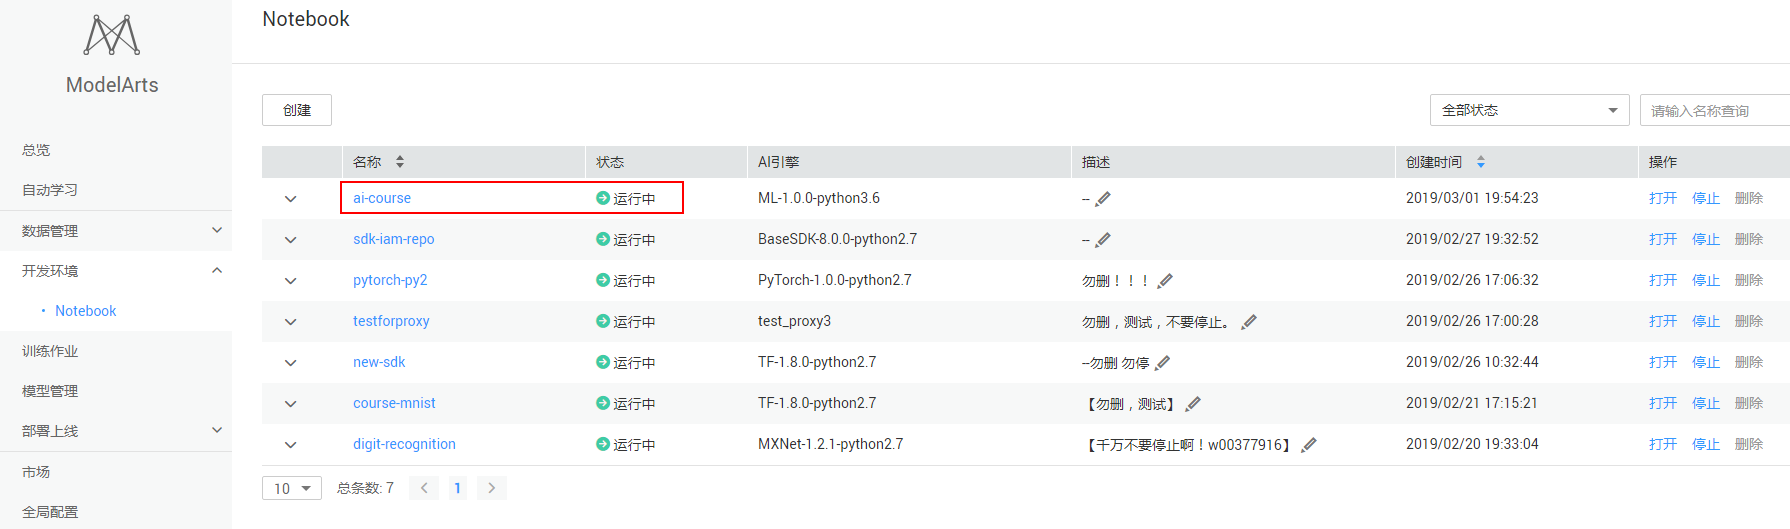 ModelArts
总览
自动学习
数据管理
开发环境
Notebook
训练作业
模型管理
部署上线
市场
全局配置
Notebook
创建
全部状态
请输入名称查询
名称 状态 AI引擎 描述 创建时间 操作
ai-course 运行中 ML-1.0.0-python3.6 -- 2019/03/01 19:54:23 打开 停止 删除
sdk-iam-repo 运行中 BaseSDK-8.0.0-python2.7 -- 2019/02/27 19:32:52 打开 停止 删除
pytorch-py2 运行中 PyTorch-1.0.0-python2.7 勿删！！！ 2019/02/26 17:06:32 打开 停止 删除
testforproxy 运行中 test_proxy3 勿删，测试，不要停止。 2019/02/26 17:00:28 打开 停止 删除
new-sdk 运行中 TF-1.8.0-python2.7 --勿删 勿停 2019/02/26 10:32:44 打开 停止 删除
course-mnist 运行中 TF-1.8.0-python2.7 【勿删，测试】 2019/02/21 17:15:21 打开 停止 删除
digit-recognition 运行中 MXNet-1.2.1-python2.7 【千万不要停止啊！w00377916】 2019/02/20 19:33:04 打开 停止 删除
10 总条数: 7 1